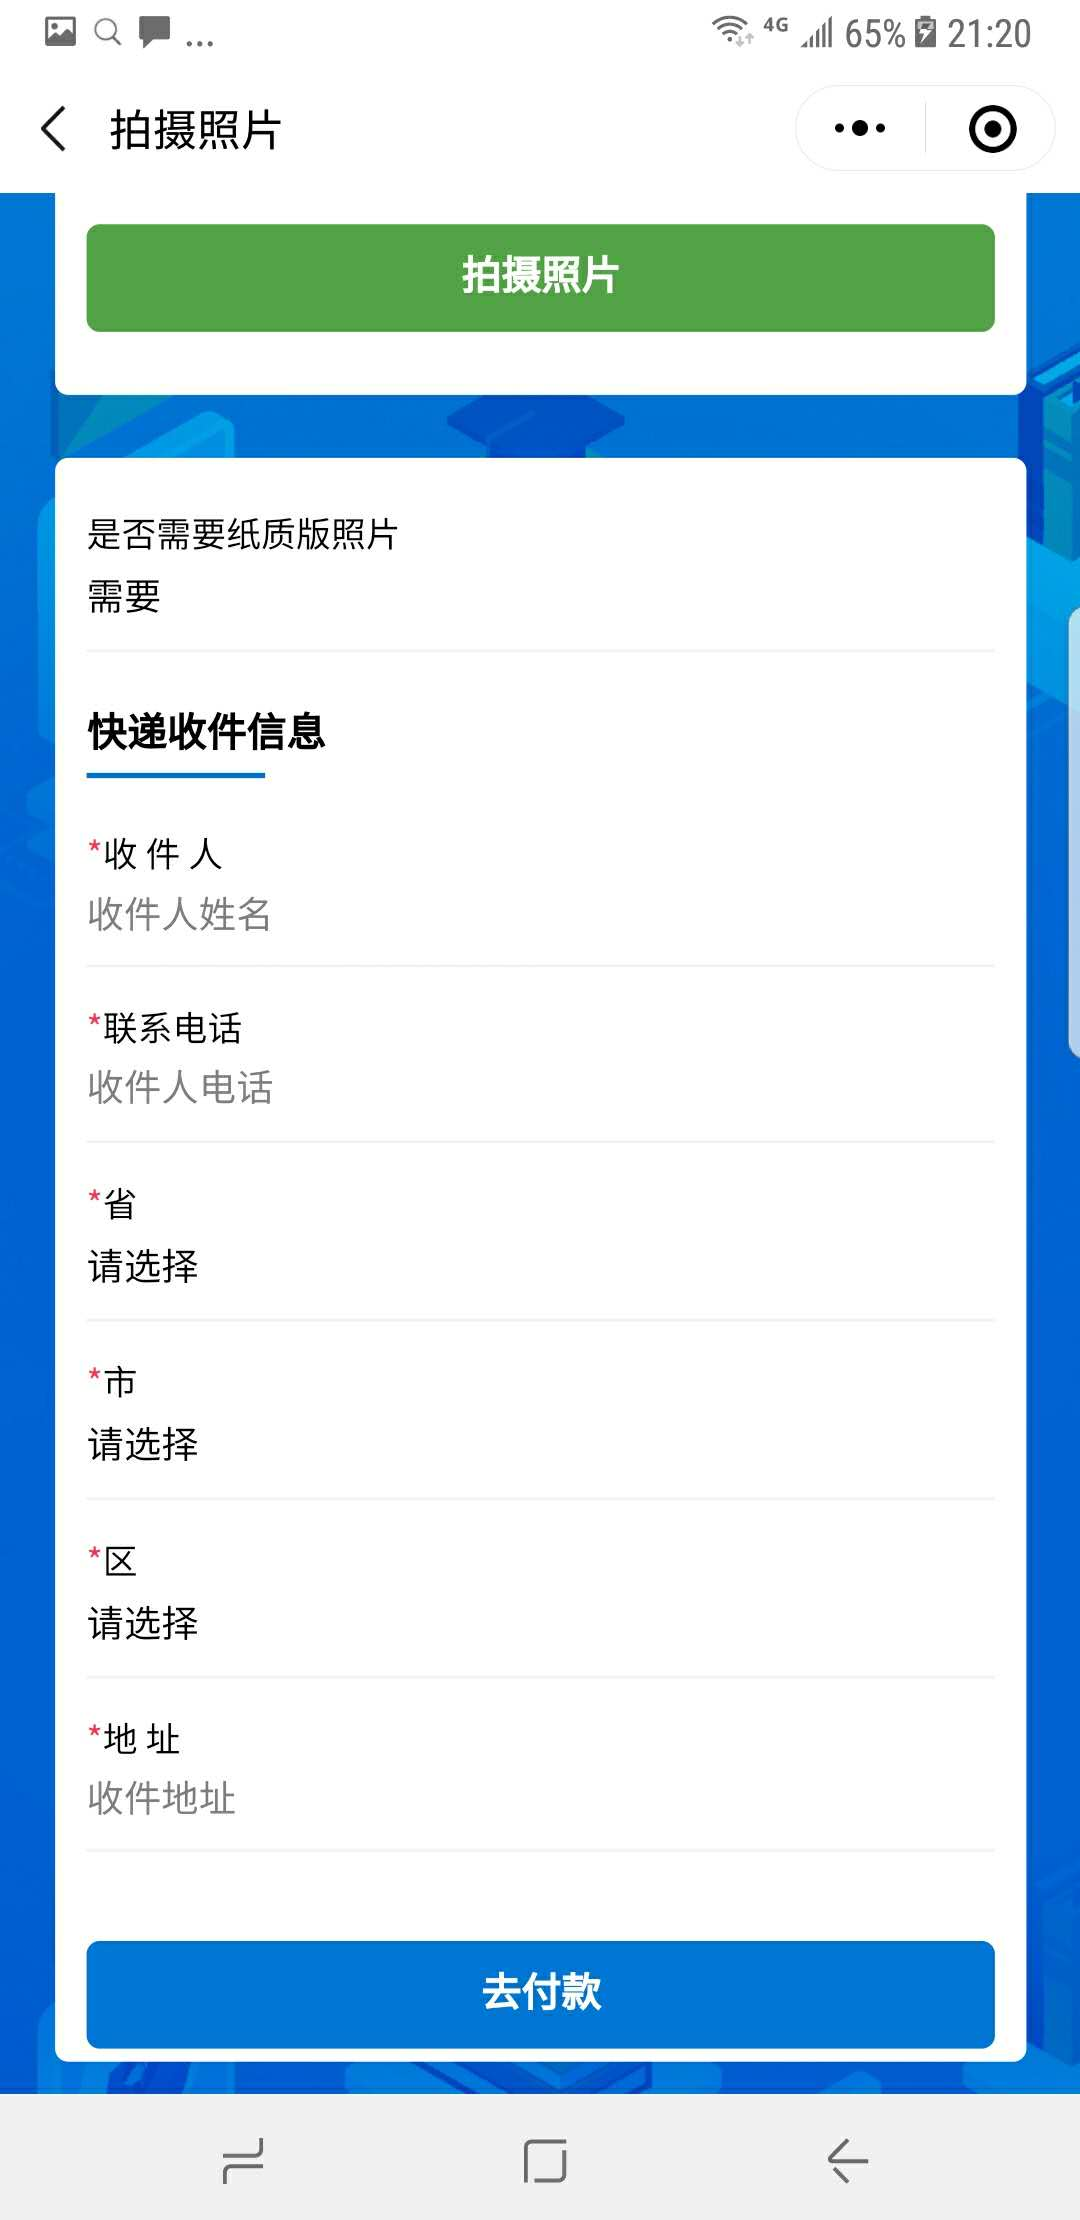 ... 4G 65% 21:20
拍摄照片
拍摄照片
是否需要纸质版照片
需要
快递收件信息
*收 件 人
收件人姓名
*联系电话
收件人电话
*省
请选择
*市
请选择
*区
请选择
*地 址
收件地址
去付款